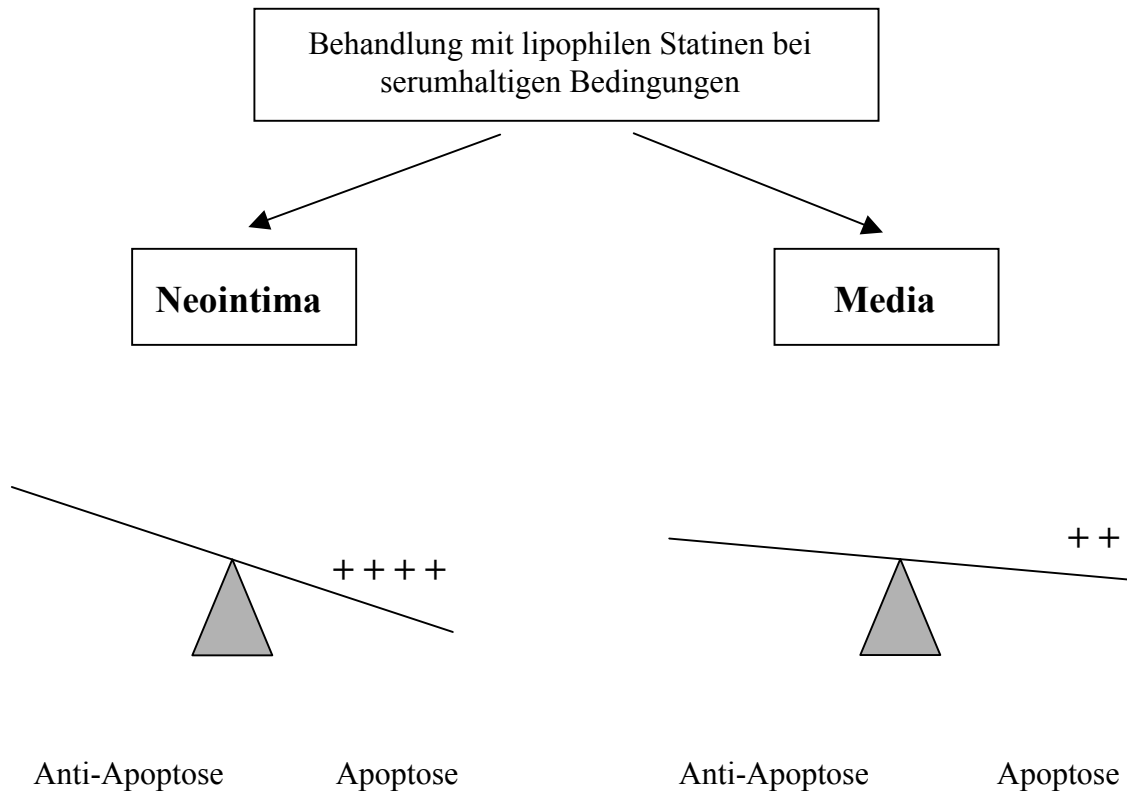 Behandlung mit lipophilen Statinen bei
serumhaltigen Bedingungen
Neointima
Media
++++
++
Anti-Apoptose
Apoptose
Anti-Apoptose
Apoptose